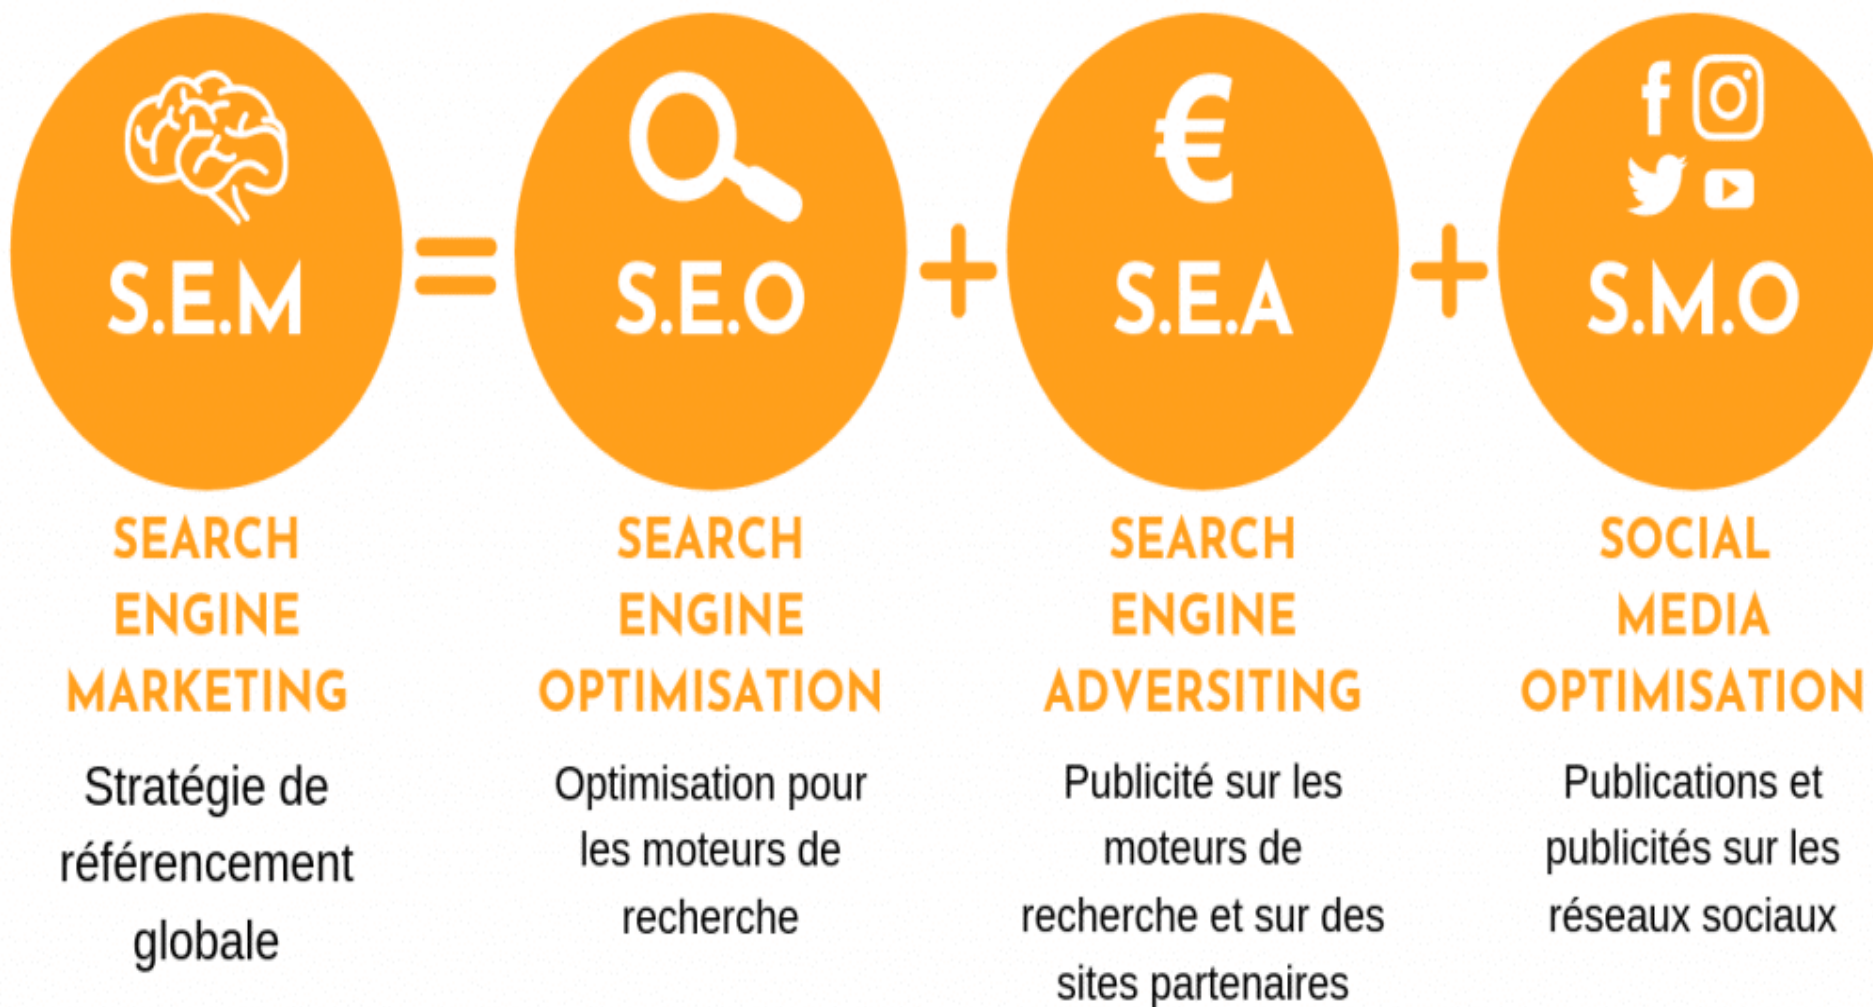 S.E.M
=
S.E.O
+
€
S.E.A
+
S.M.O
SEARCH
ENGINE
MARKETING
Stratégie de
référencement
globale
SEARCH
ENGINE
OPTIMISATION
Optimisation pour
les moteurs de
recherche
SEARCH
ENGINE
ADVERSITING
Publicité sur les
moteurs de
recherche et sur des
sites partenaires
SOCIAL
MEDIA
OPTIMISATION
Publications et
publicités sur les
réseaux sociaux